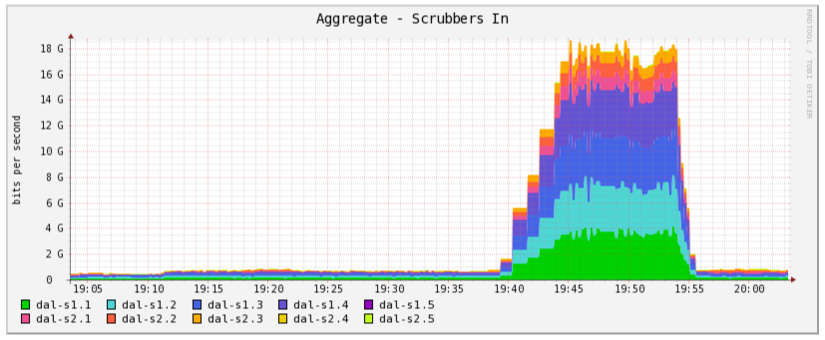 Aggregate - Scrubbers In
RRDTOOL / TOBI OETIKER
bits per second
18 G
16 G
14 G
12 G
10 G
8 G
6 G
4 G
2 G
0
19:05 19:10 19:15 19:20 19:25 19:30 19:35 19:40 19:45 19:50 19:55 20:00
dal-s1.1 dal-s1.2 dal-s1.3 dal-s1.4 dal-s1.5
dal-s2.1 dal-s2.2 dal-s2.3 dal-s2.4 dal-s2.5